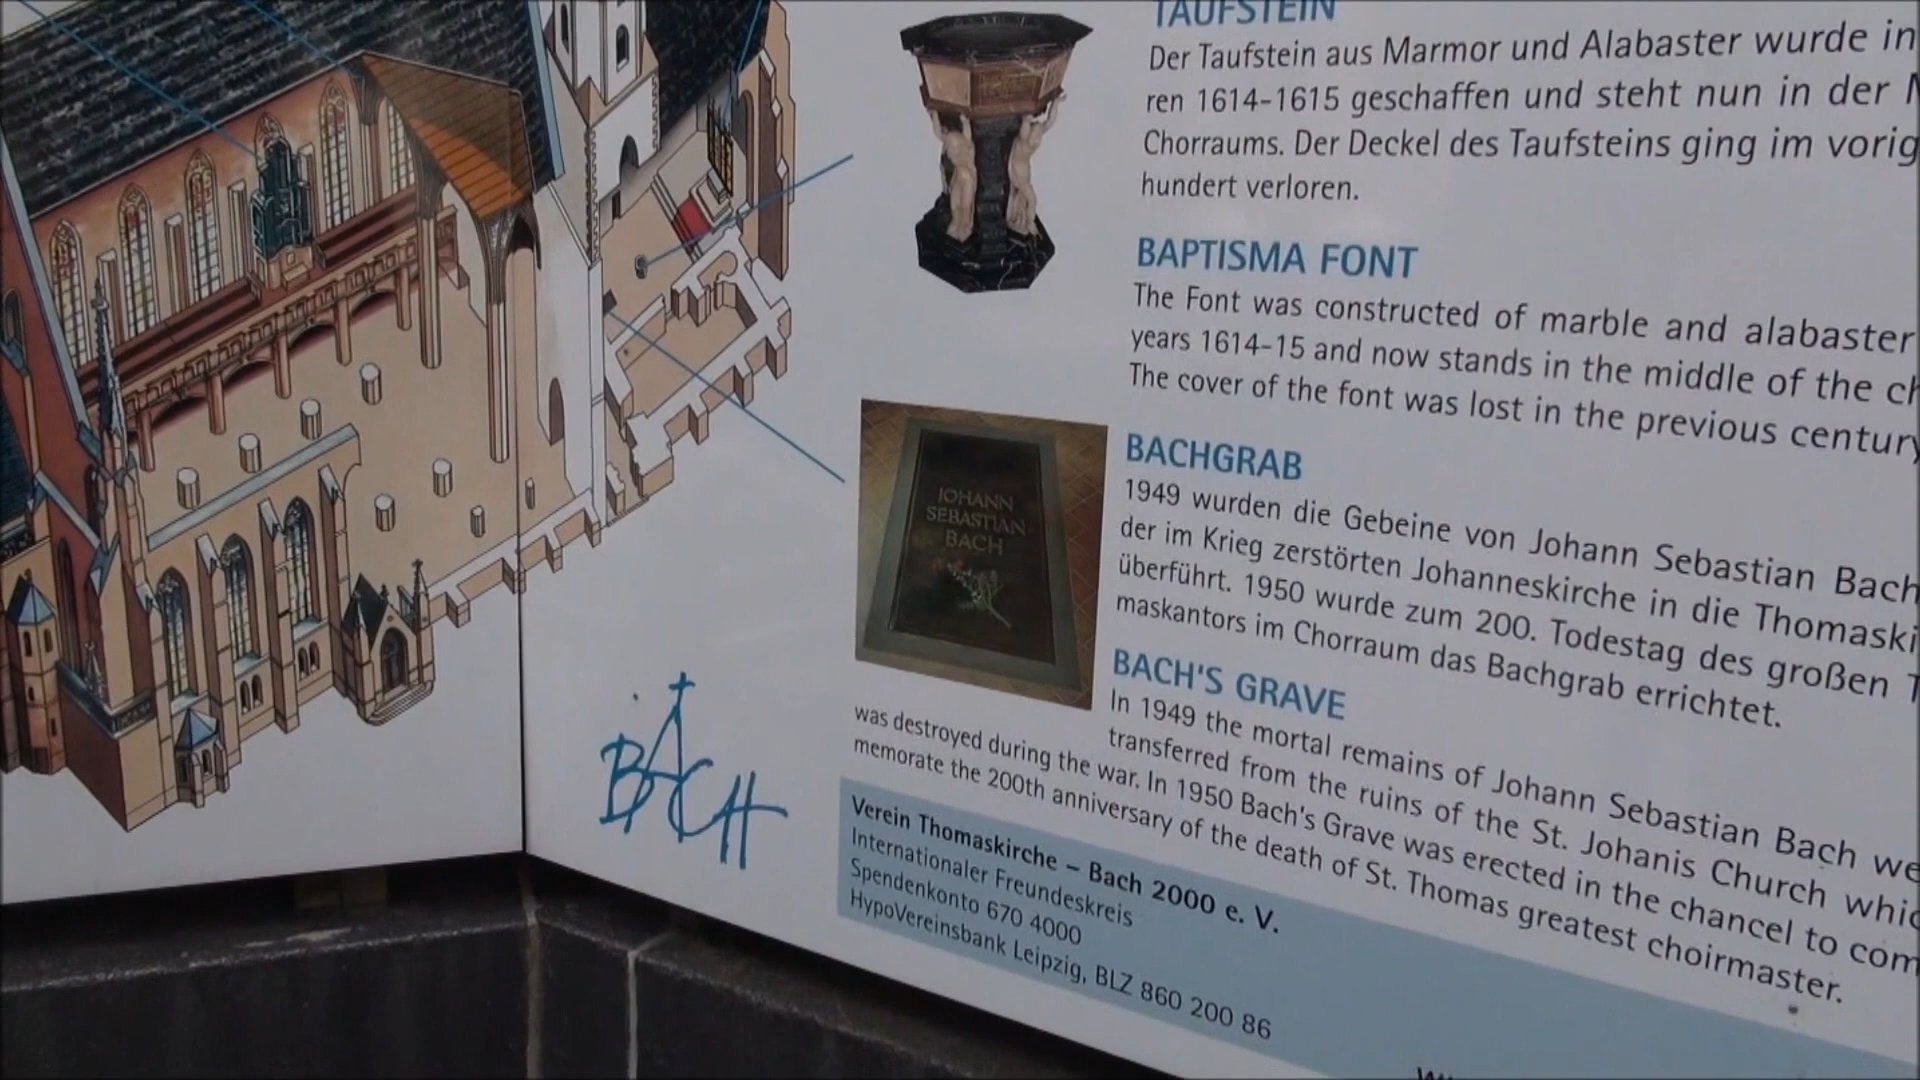 TAUFSTEIN
Der Taufstein aus Marmor und Alabaster wurde in
ren 1614-1615 geschaffen und steht nun in der
Chorraums. Der Deckel des Taufsteins ging im vorig
hundert verloren.
BAPTISMA FONT
The Font was constructed of marble and alabaster
years 1614-15 and now stands in the middle of the ch
The cover of the font was lost in the previous century
JOHANN
SEBASTIAN
BACH
BACHGRAB
1949 wurden die Gebeine von Johann Sebastian Bach
der im Krieg zerstörten Johanneskirche in die Thomaski
überführt. 1950 wurde zum 200. Todestag des großen T
maskantors im Chorraum das Bachgrab errichtet.
BACH'S GRAVE
In 1949 the mortal remains of Johann Sebastian Bach we
transferred from the ruins of the St. Johanis Church whic
was destroyed during the war. In 1950 Bach's Grave was erected in the chancel to com
memorate the 200th anniversary of the death of St. Thomas greatest choirmaster.
BACH
Verein Thomaskirche – Bach 2000 e. V.
Internationaler Freundeskreis
Spendenkonto 670 4000
HypoVereinsbank Leipzig, BLZ 860 200 86